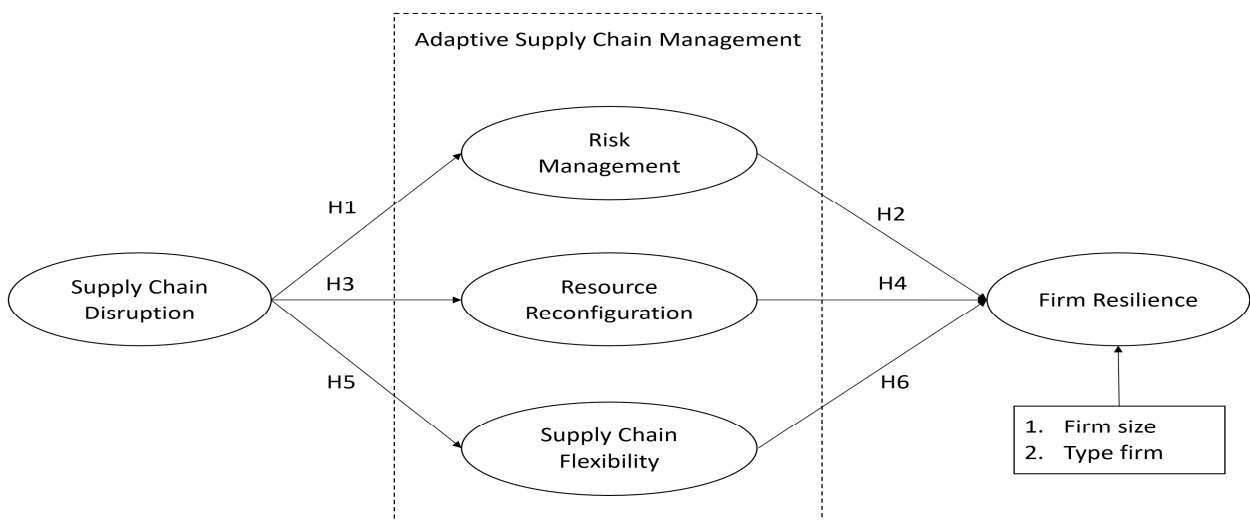 Adaptive Supply Chain Management
Risk
Management
H1
H2
Supply Chain
Disruption
H3
Resource
Reconfiguration
H4
Firm Resilience
H5
H6
Supply Chain
Flexibility
1. Firm size
2. Type firm